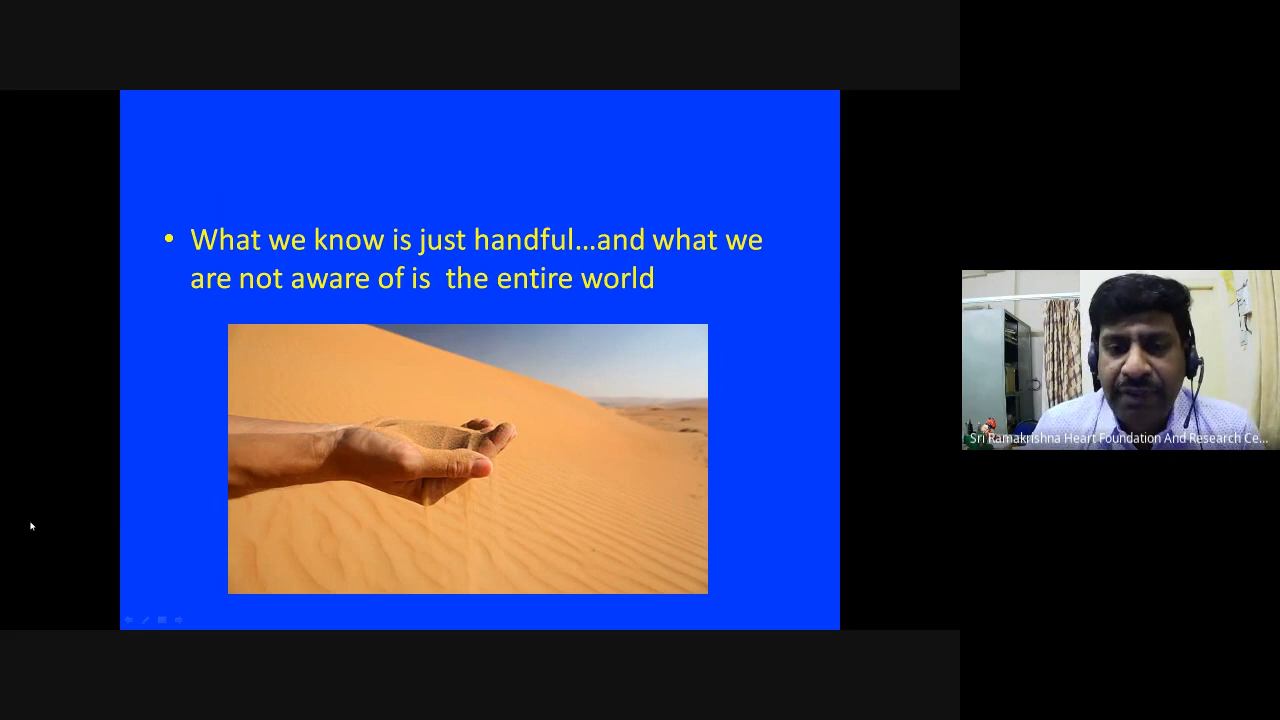 • What we know is just handful...and what we
are not aware of is  the entire world
Sri Ramakrishna Heart Foundation And Research Ce...